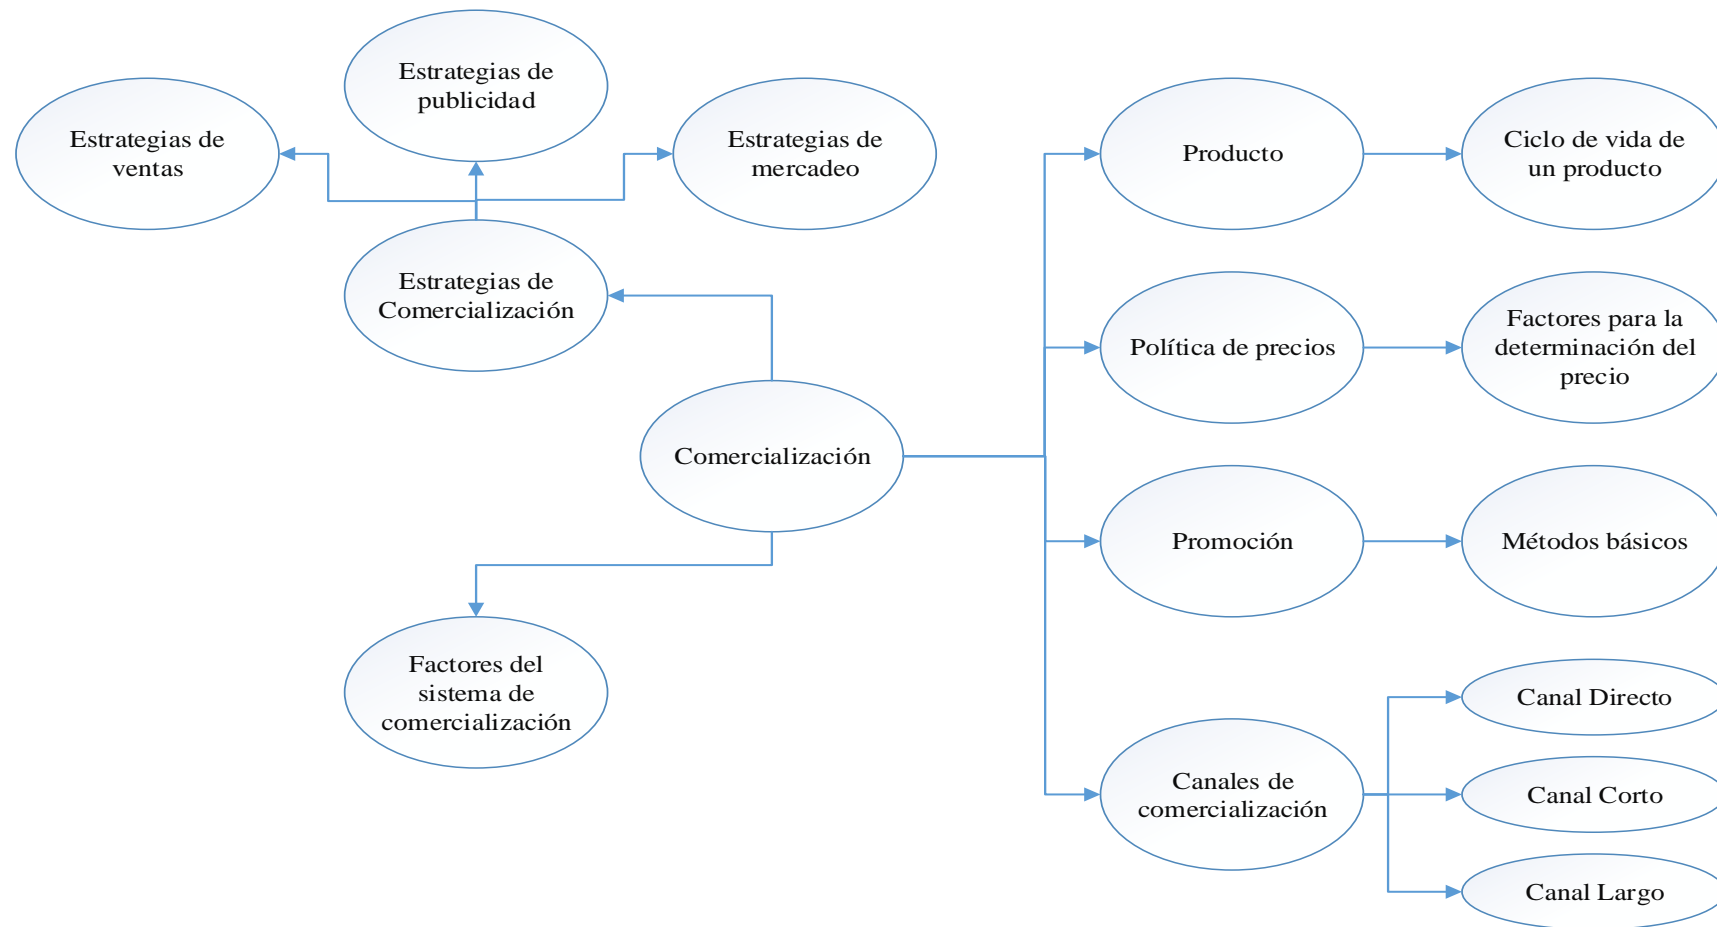 Estrategias de
publicidad
Estrategias de
ventas
Estrategias de
mercadeo
Estrategias de
Comercialización
Comercialización
Factores del
sistema de
comercialización
Producto
Ciclo de vida de
un producto
Política de precios
Factores para la
determinación del
precio
Promoción
Métodos básicos
Canales de
comercialización
Canal Directo
Canal Corto
Canal Largo